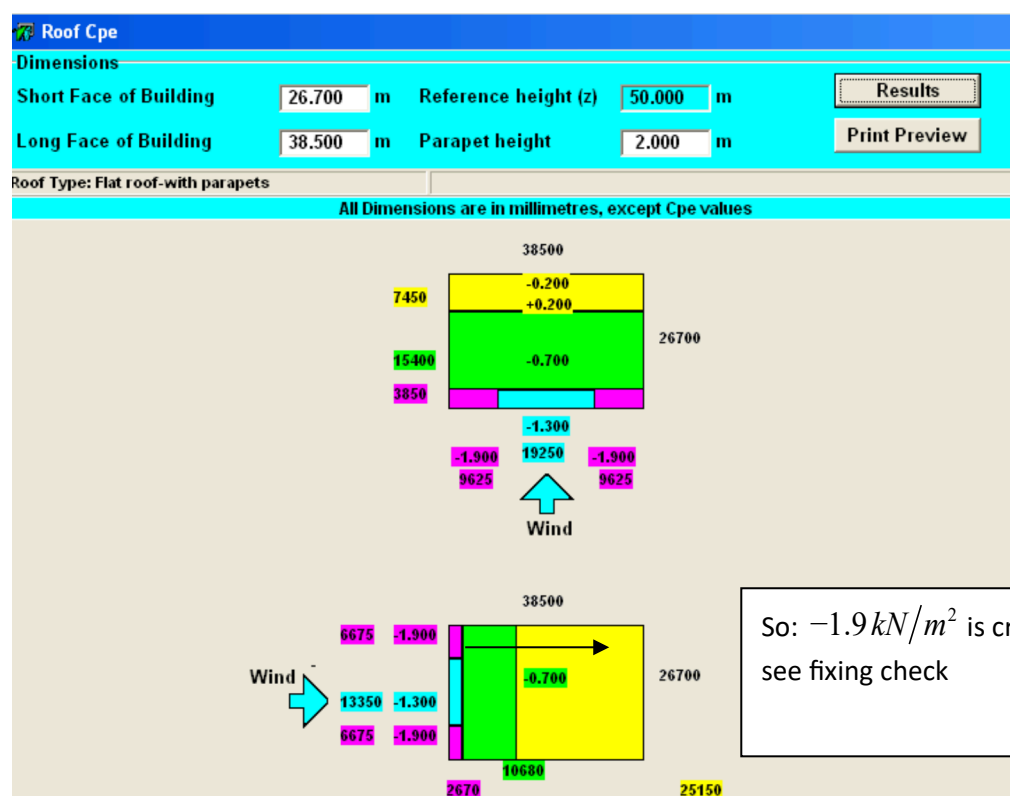 Roof Cpe
Dimensions
Short Face of Building 26.700 m Reference height (z) 50.000 m Results
Long Face of Building 38.500 m Parapet height 2.000 m Print Preview
Roof Type: Flat roof-with parapets
All Dimensions are in millimetres, except Cpe values
38500
-0.200
7450
+0.200
26700
15400 -0.700
3850
-1.300
-1.900 19250 -1.900
9625 9625
Wind
38500
6675 -1.900
So: −1.9 kN/m² is
Wind -0.700 26700
see fixing check
13350 -1.300
6675 -1.900
10680
2670 25150